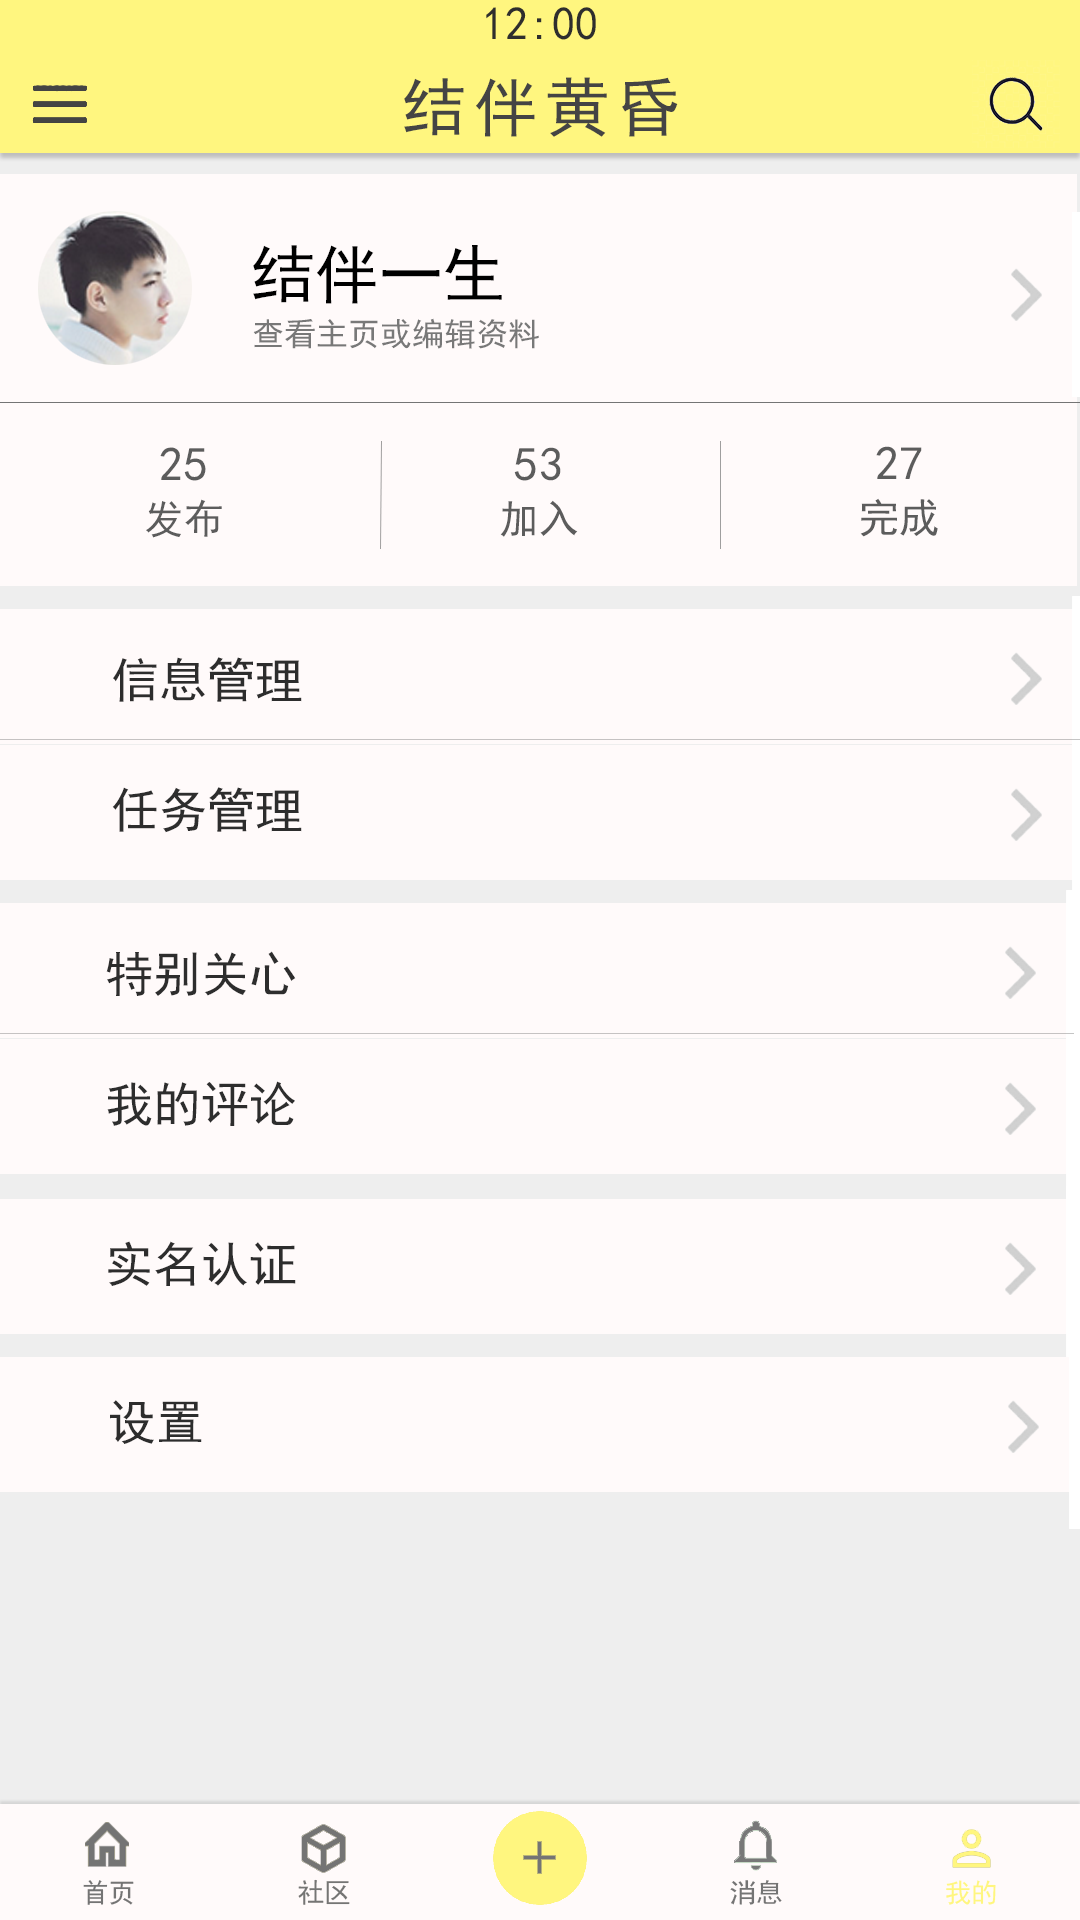 12:00
结伴黄昏
结伴一生
查看主页或编辑资料
25 53 27
发布 加入 完成
信息管理
任务管理
特别关心
我的评论
实名认证
设置
首页 社区 消息 我的